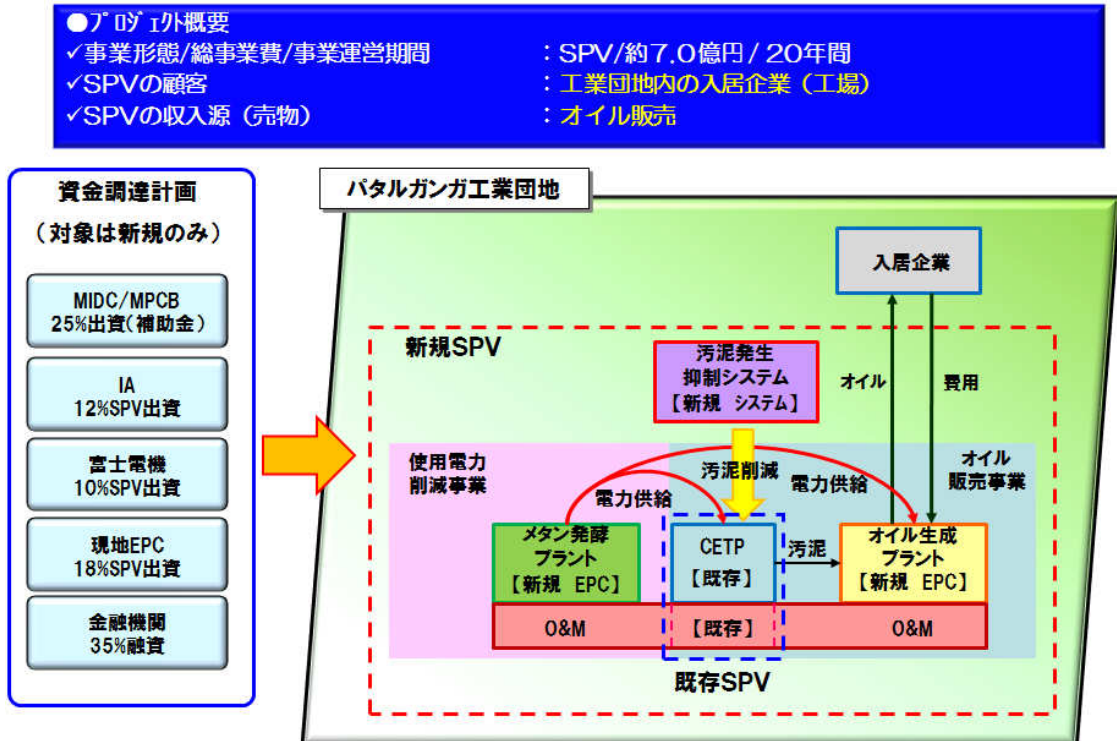 ●プロジェクト概要
✓事業形態/総事業費/事業運営期間 ：SPV/約7.0億円/20年間
✓SPVの顧客 ：工業団地内の入居企業（工場）
✓SPVの収入源（売物） ：オイル販売
資金調達計画
（対象は新規のみ）
MIDC/MPCB
25%出資(補助金)
IA
12%SPV出資
富士電機
10%SPV出資
現地EPC
18%SPV出資
金融機関
35%融資
パタルガンガ工業団地
入居企業
新規SPV
汚泥発生
抑制システム
【新規 システム】
オイル
費用
使用電力
削減事業
汚泥削減
オイル
販売事業
電力供給
電力供給
メタン発酵
プラント
【新規 EPC】
CETP
【既存】
汚泥
オイル生成
プラント
【新規 EPC】
O&M
【既存】
O&M
既存SPV